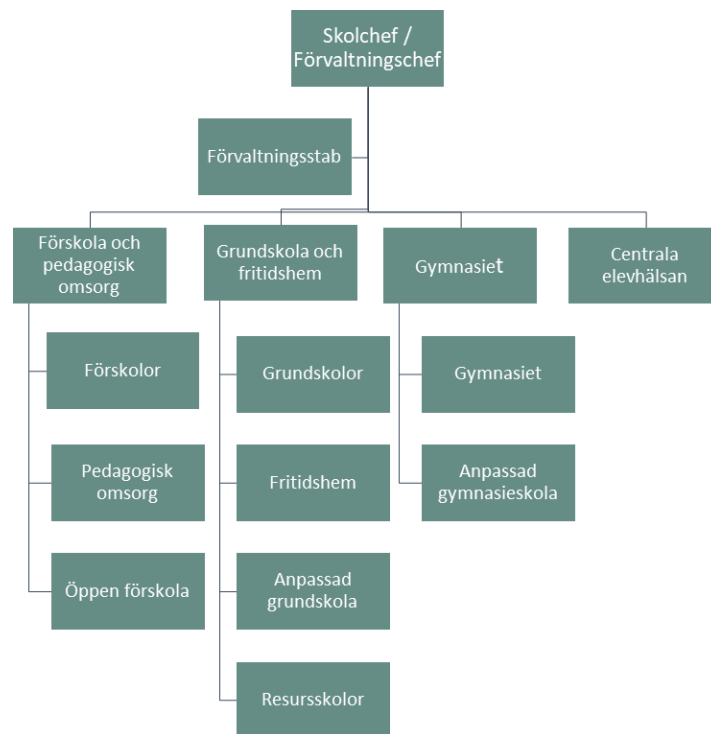 Skolchef /
Förvaltningschef
Förvaltningsstab
Förskola och
pedagogisk
omsorg
Grundskola och
fritidshem
Gymnasiet
Centrala
elevhälsan
Förskolor
Grundskolor
Gymnasiet
Pedagogisk
omsorg
Fritidshem
Anpassad
gymnasieskola
Öppen förskola
Anpassad
grundskola
Resursskolor